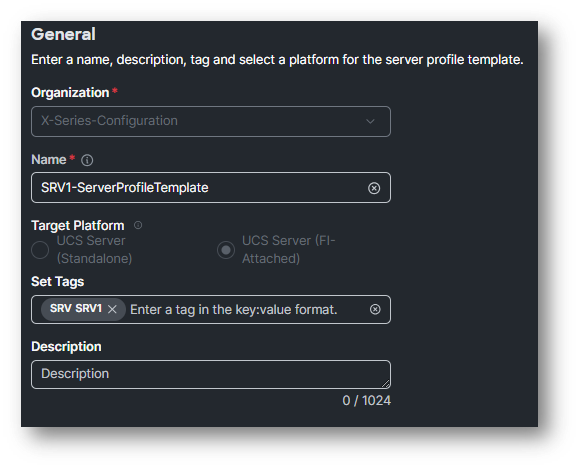 General
Enter a name, description, tag and select a platform for the server profile template.
Organization *
X-Series-Configuration
Name *
SRV1-ServerProfileTemplate
Target Platform
UCS Server (Standalone)
UCS Server (FI-Attached)
Set Tags
SRV SRV1 Enter a tag in the key:value format.
Description
Description
0 / 1024